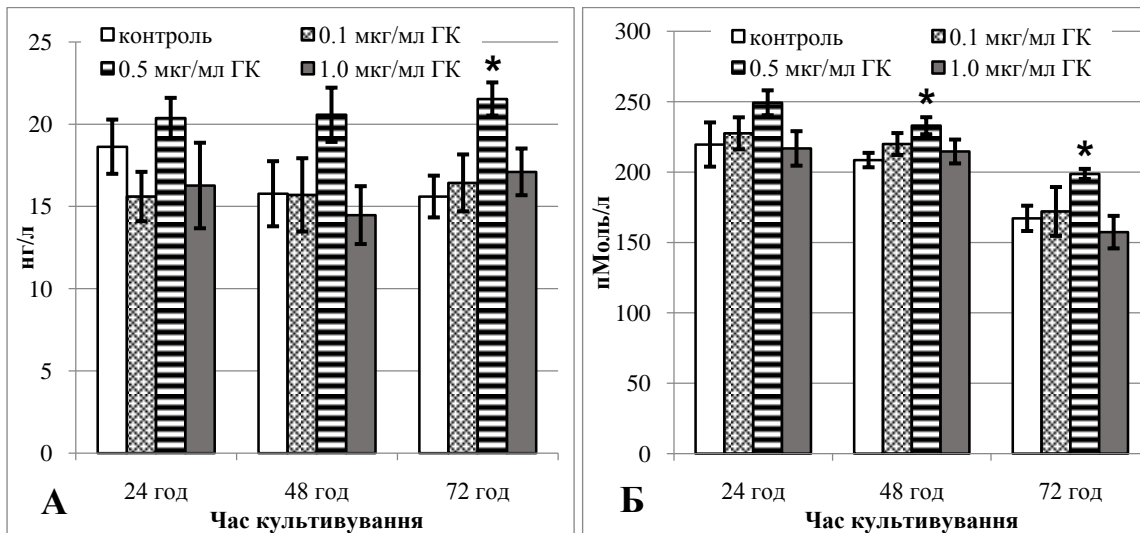 контроль 0.1 мкг/мл ГК
0.5 мкг/мл ГК 1.0 мкг/мл ГК
25
20
15
10
5
0
нг/л
*
24 год 48 год 72 год
Час культивування
А
контроль 0.1 мкг/мл ГК
0.5 мкг/мл ГК 1.0 мкг/мл ГК
300
250
200
150
100
50
0
пМоль/л
*
*
24 год 48 год 72 год
Час культивування
Б